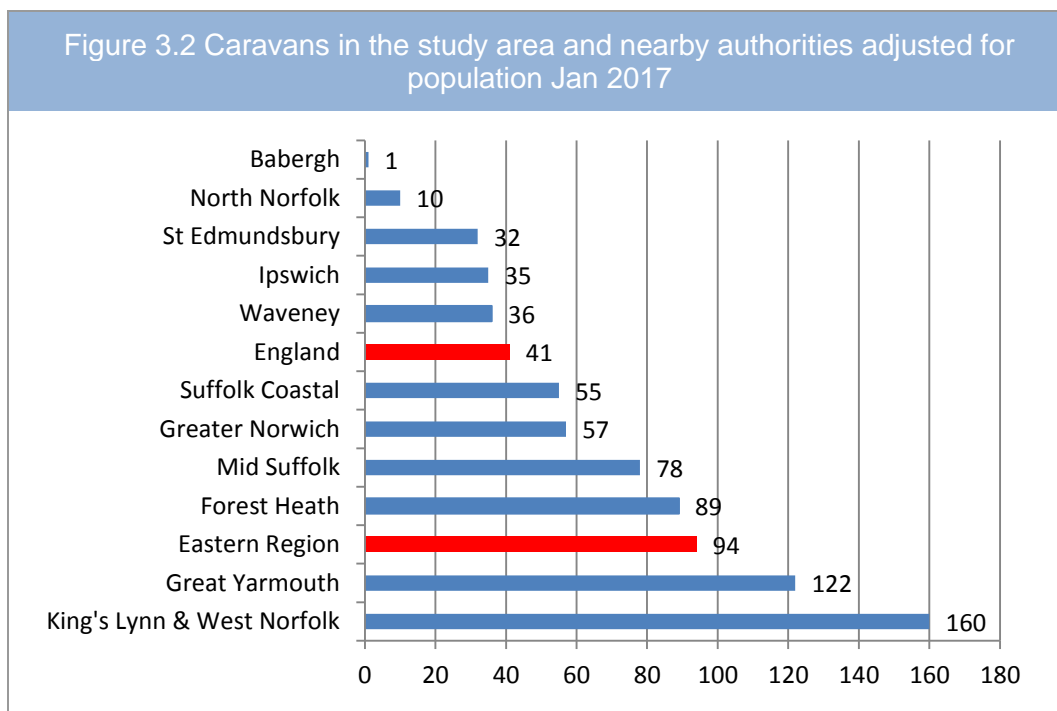 Figure 3.2 Caravans in the study area and nearby authorities adjusted for
population Jan 2017
Babergh 1
North Norfolk 10
St Edmundsbury 32
Ipswich 35
Waveney 36
England 41
Suffolk Coastal 55
Greater Norwich 57
Mid Suffolk 78
Forest Heath 89
Eastern Region 94
Great Yarmouth 122
King's Lynn & West Norfolk 160
0 20 40 60 80 100 120 140 160 180